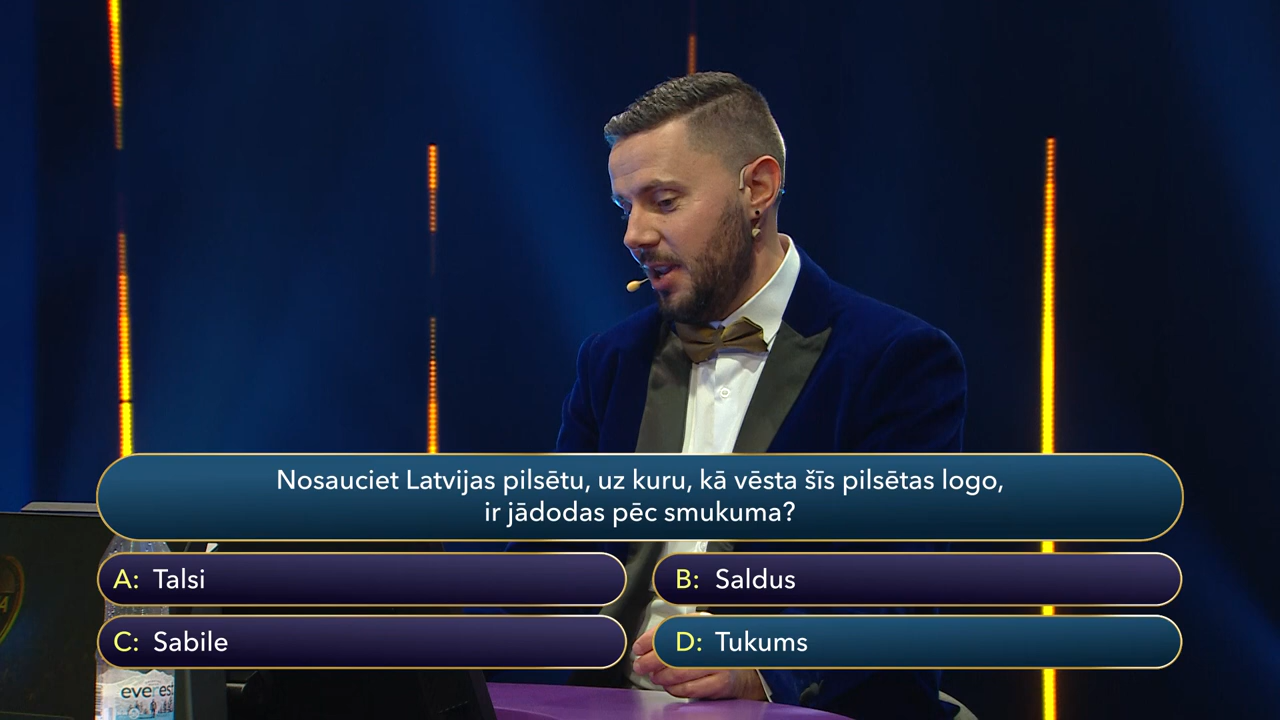 Nosauciet Latvijas pilsētu, uz kuru, kā vēsta šīs pilsētas logo,
ir jādodas pēc smukuma?
A: Talsi
B: Saldus
C: Sabile
D: Tukums
everest